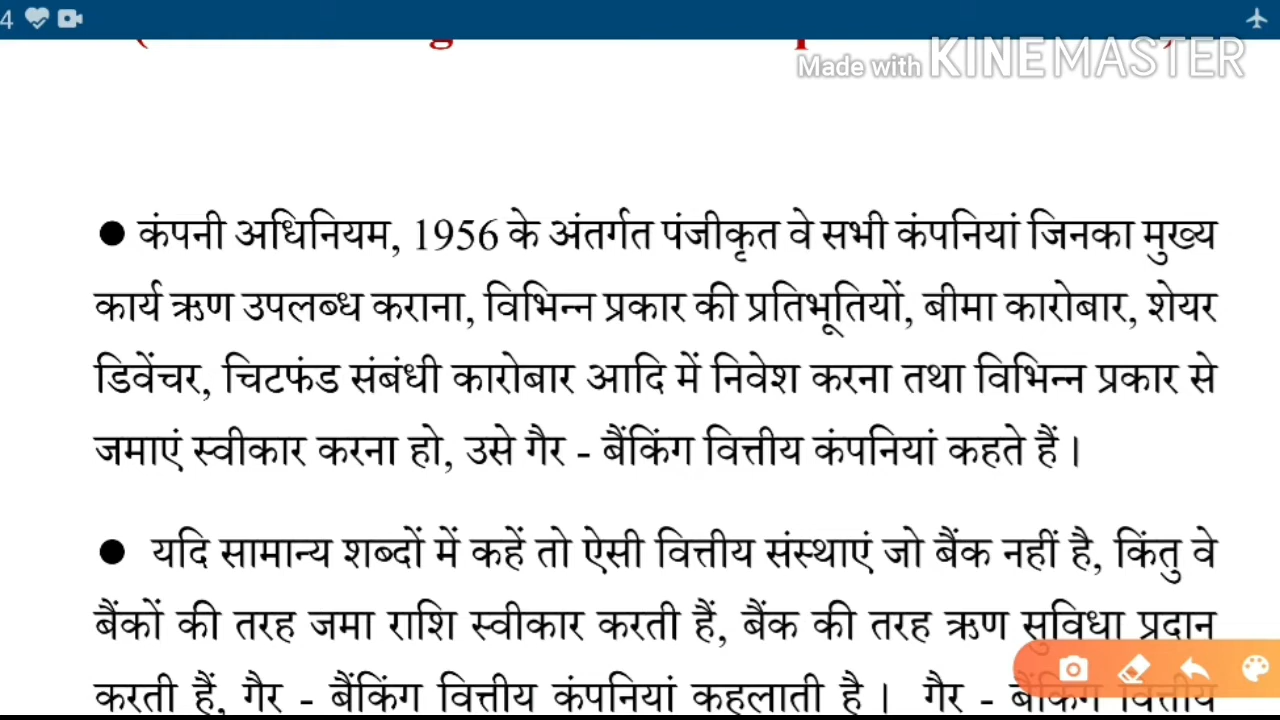 4
Made with KINEMASTER
● कंपनी अधिनियम, 1956 के अंतर्गत पंजीकृत वे सभी कंपनियां जिनका मुख्य
कार्य ऋण उपलब्ध कराना, विभिन्न प्रकार की प्रतिभूतियों, बीमा कारोबार, शेयर
डिवेंचर, चिटफंड संबंधी कारोबार आदि में निवेश करना तथा विभिन्न प्रकार से
जमाएं स्वीकार करना हो, उसे गैर - बैंकिंग वित्तीय कंपनियां कहते हैं ।
● यदि सामान्य शब्दों में कहें तो ऐसी वित्तीय संस्थाएं जो बैंक नहीं है, किंतु वे
बैंकों की तरह जमा राशि स्वीकार करती हैं, बैंक की तरह ऋण सुविधा प्रदान
करती हैं, गैर - बैंकिंग वित्तीय कंपनियां कहलाती है । गैर - बैंकिंग वित्तीय